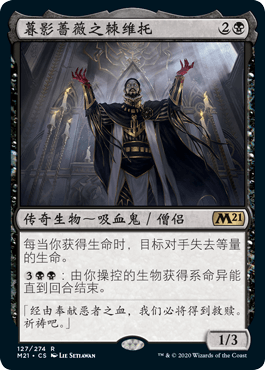 暮影蔷薇之棘维托 2
M21
传奇生物～吸血鬼／僧侣
每当你获得生命时，目标对手失去等量
的生命。
3：由你操控的生物获得系命异能
直到回合结束。
「经由奉献恶者之血，我们必将得到救赎。
祈祷吧。」
1/3
127/274 R
M21 • CS LIE SETIAWAN
™ & © 2020 Wizards of the Coast